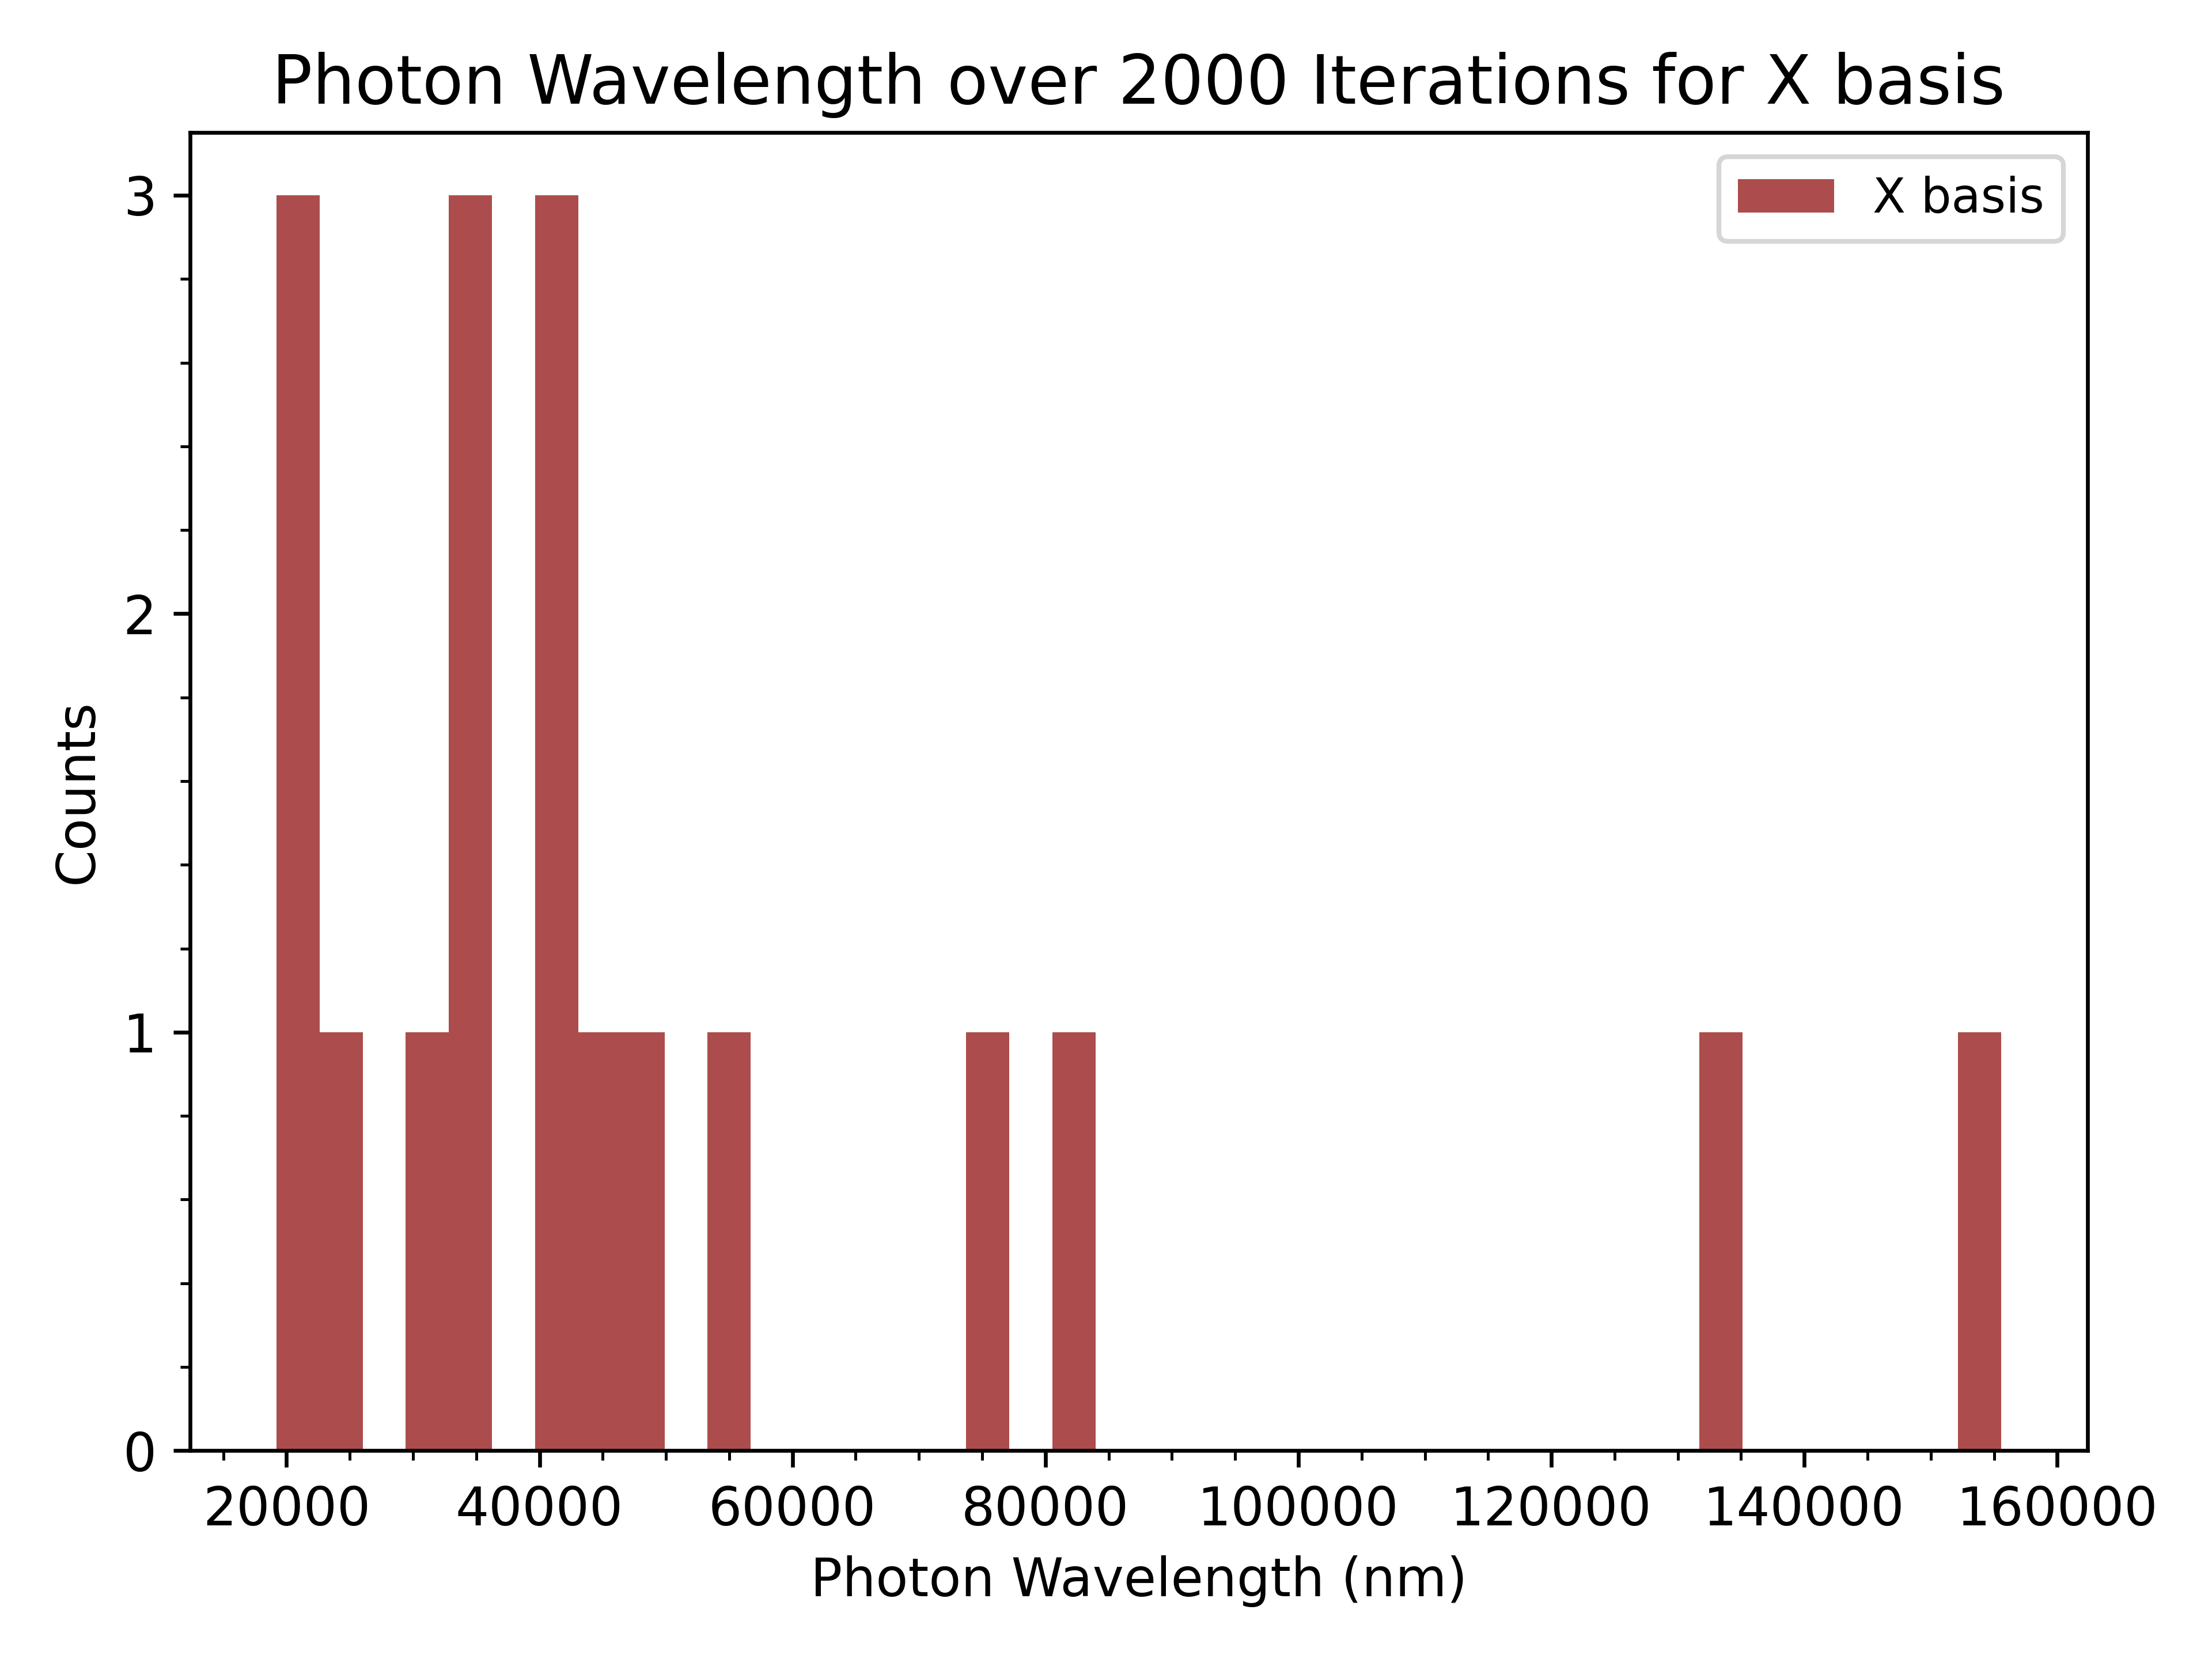 Photon Wavelength over 2000 Iterations for X basis
X basis
3
2
1
0
Counts
20000 40000 60000 80000 100000 120000 140000 160000
Photon Wavelength (nm)